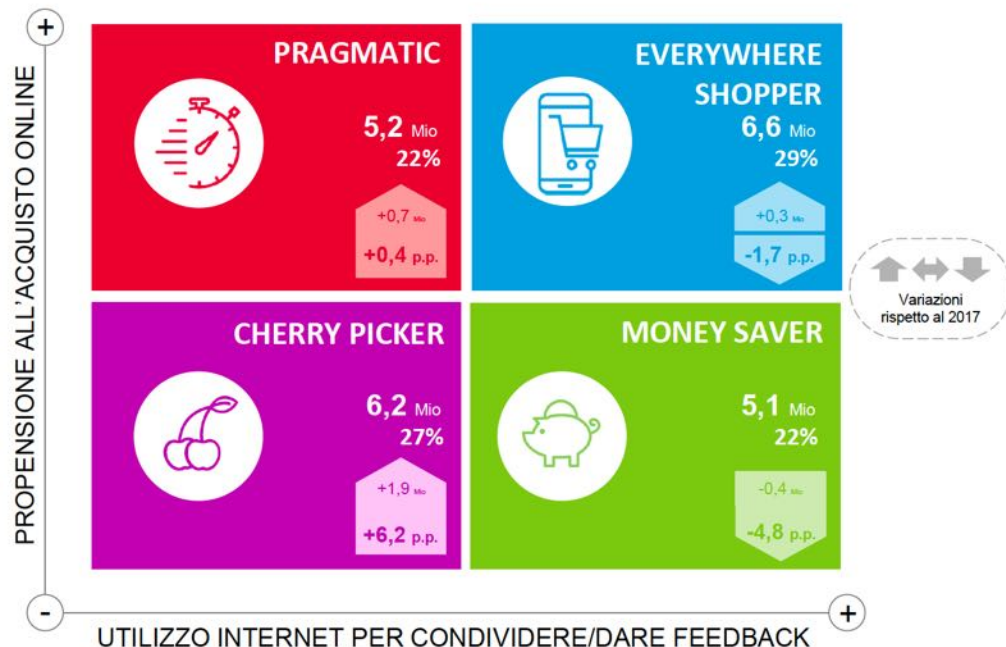 +
PROPENSIONE ALL'ACQUISTO ONLINE
PRAGMATIC
5,2 Mio
22%
+0,7 Mio
+0,4 p.p.
EVERYWHERE
SHOPPER
6,6 Mio
29%
+0,3 Mio
-1,7 p.p.
CHERRY PICKER
6,2 Mio
27%
+1,9 Mio
+6,2 p.p.
MONEY SAVER
5,1 Mio
22%
-0,4 Mio
-4,8 p.p.
Variazioni
rispetto al 2017
-
+
UTILIZZO INTERNET PER CONDIVIDERE/DARE FEEDBACK